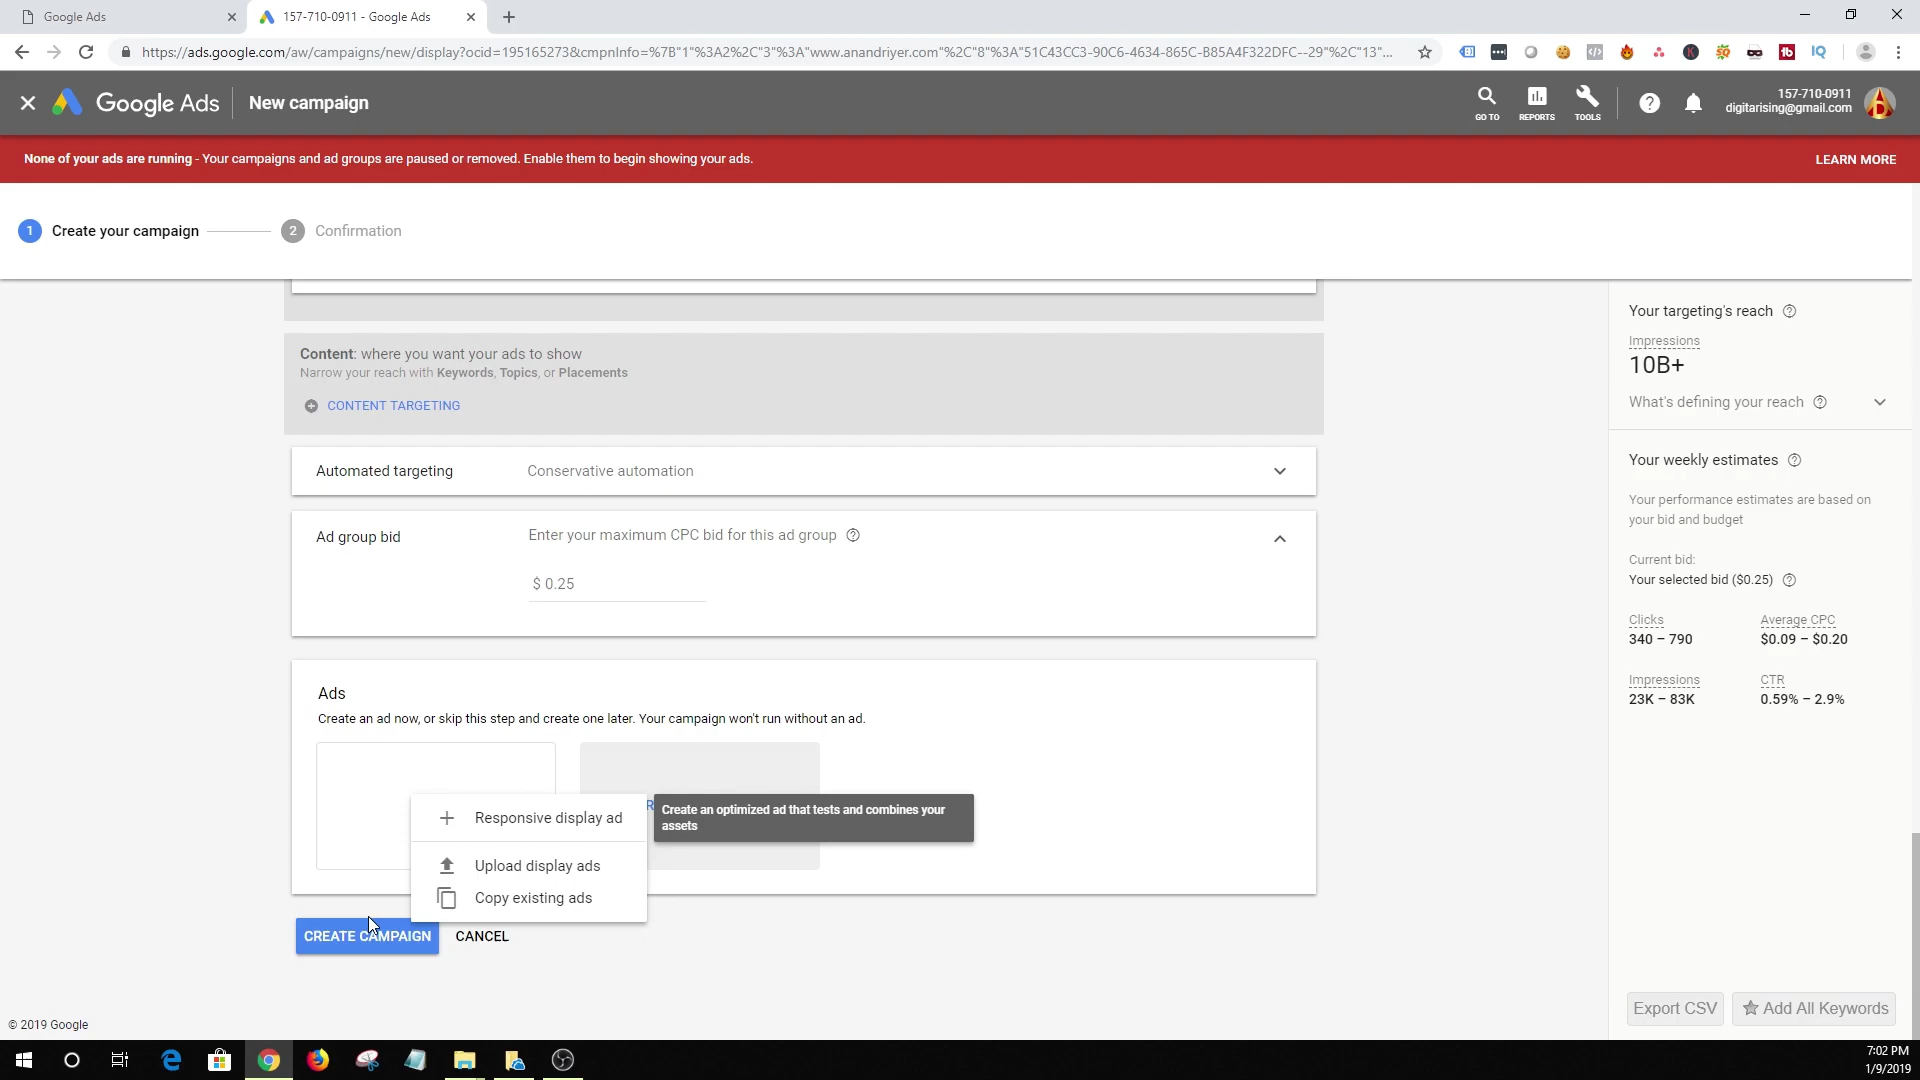 Google Ads
157-710-0911 - Google Ads
https://ads.google.com/aw/campaigns/new/display?ocid=195165273&cmpnInfo=%7B"1"%3A2%2C"3"%3A"www.anandriyer.com"%2C"8"%3A"51C43CC3-90C6-4634-865C-B85A4F322DFC--29"%2C"13"...
Google Ads
New campaign
GO TO
REPORTS
TOOLS
157-710-0911
digitarising@gmail.com
None of your ads are running - Your campaigns and ad groups are paused or removed. Enable them to begin showing your ads.
LEARN MORE
1 Create your campaign
2 Confirmation
Content: where you want your ads to show
Narrow your reach with Keywords, Topics, or Placements
CONTENT TARGETING
Automated targeting
Conservative automation
Ad group bid
Enter your maximum CPC bid for this ad group
$ 0.25
Ads
Create an ad now, or skip this step and create one later. Your campaign won't run without an ad.
Responsive display ad
R
Create an optimized ad that tests and combines your
assets
Upload display ads
Copy existing ads
CREATE CAMPAIGN
CANCEL
© 2019 Google
Your targeting's reach
Impressions
10B+
What's defining your reach
Your weekly estimates
Your performance estimates are based on
your bid and budget
Current bid:
Your selected bid ($0.25)
Clicks
340 – 790
Average CPC
$0.09 – $0.20
Impressions
23K – 83K
CTR
0.59% – 2.9%
Export CSV
Add All Keywords
7:02 PM
1/9/2019